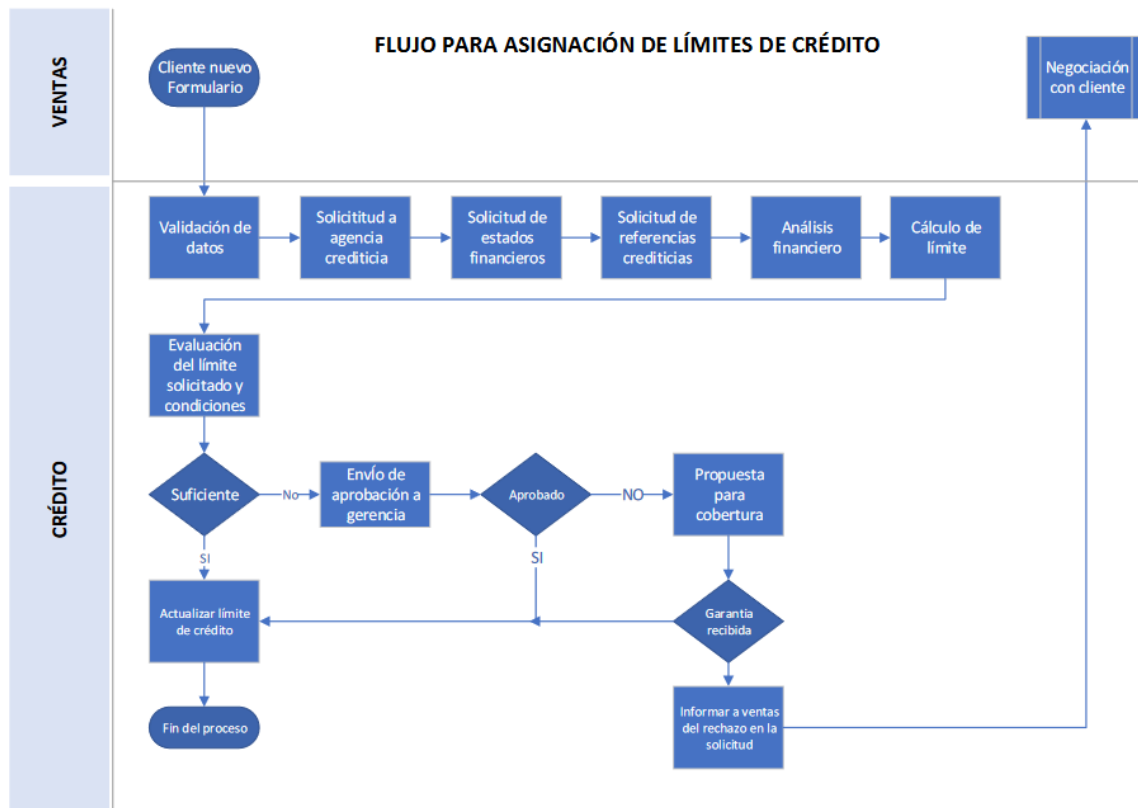 FLUJO PARA ASIGNACIÓN DE LÍMITES DE CRÉDITO
VENTAS
Cliente nuevo
Formulario
Negociación
con cliente
CRÉDITO
Validación de
datos
Solicititud a
agencia
crediticia
Solicitud de
estados
financieros
Solicitud de
referencias
crediticias
Análisis
financiero
Cálculo de
límite
Evaluación
del límite
solicitado y
condiciones
Suficiente
No
Envío de
aprobación a
gerencia
Aprobado
NO
Propuesta
para
cobertura
SI
SI
Actualizar límite
de crédito
Garantia
recibida
Fin del proceso
Informar a ventas
del rechazo en la
solicitud